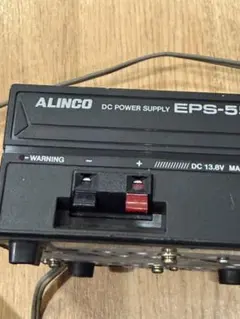 ALINCO DC POWER SUPPLY EPS-5
WARNING − + DC 13.8V MA